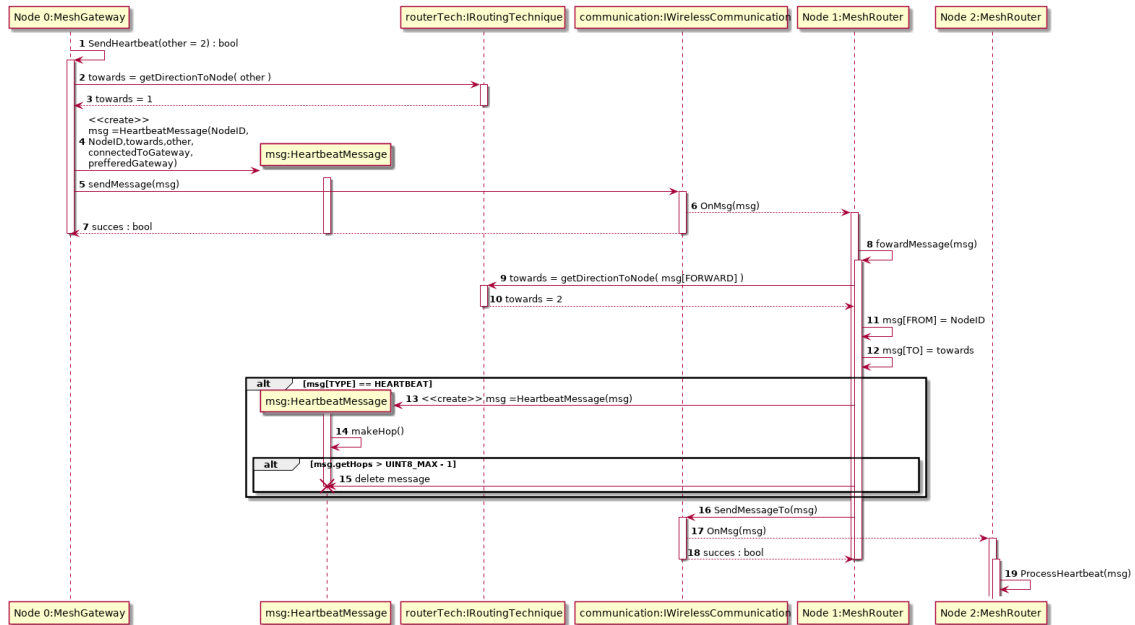 Node 0:MeshGateway
routerTech:IRoutingTechnique
communication:IWirelessCommunication
Node 1:MeshRouter
Node 2:MeshRouter
1 SendHeartbeat(other = 2) : bool
2 towards = getDirectionToNode( other )
3 towards = 1
<<create>>
msg =HeartbeatMessage(NodeID,
4 NodeID,towards,other,
connectedToGateway,
prefferedGateway)
msg:HeartbeatMessage
5 sendMessage(msg)
6 OnMsg(msg)
7 succes : bool
8 fowardMessage(msg)
9 towards = getDirectionToNode( msg[FORWARD] )
10 towards = 2
11 msg[FROM] = NodeID
12 msg[TO] = towards
alt [msg[TYPE] == HEARTBEAT]
msg:HeartbeatMessage
13 <<create>> msg =HeartbeatMessage(msg)
14 makeHop()
alt [msg.getHops > UINT8_MAX - 1]
15 delete message
16 SendMessageTo(msg)
17 OnMsg(msg)
18 succes : bool
19 ProcessHeartbeat(msg)
Node 0:MeshGateway
msg:HeartbeatMessage
routerTech:IRoutingTechnique
communication:IWirelessCommunication
Node 1:MeshRouter
Node 2:MeshRouter